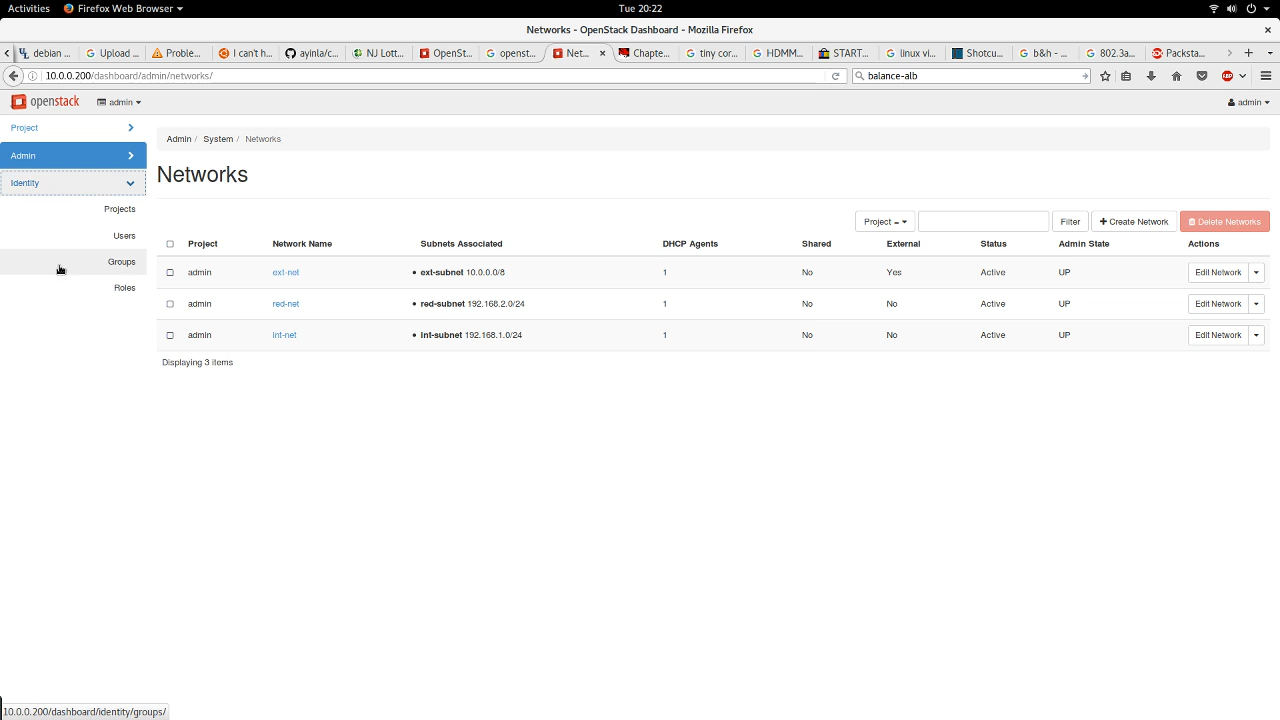 Activities Firefox Web Browser Tue 20:22
Networks - OpenStack Dashboard - Mozilla Firefox
debian ... Upload ... Proble... I can't h... ayinla/c... NJ Lott... OpenSt... openst... Net... Chapte... tiny cor... HDMM... START... linux vi... Shotcu... b&h - ... 802.3a... Packsta...
10.0.0.200/dashboard/admin/networks/ balance-alb
openstack admin admin
Project
Admin
Identity
Projects
Users
Groups
Roles
Admin / System / Networks
Networks
Project = Filter + Create Network Delete Networks
Project Network Name Subnets Associated DHCP Agents Shared External Status Admin State Actions
admin ext-net • ext-subnet 10.0.0.0/8 1 No Yes Active UP Edit Network
admin red-net • red-subnet 192.168.2.0/24 1 No No Active UP Edit Network
admin int-net • int-subnet 192.168.1.0/24 1 No No Active UP Edit Network
Displaying 3 items
10.0.0.200/dashboard/identity/groups/